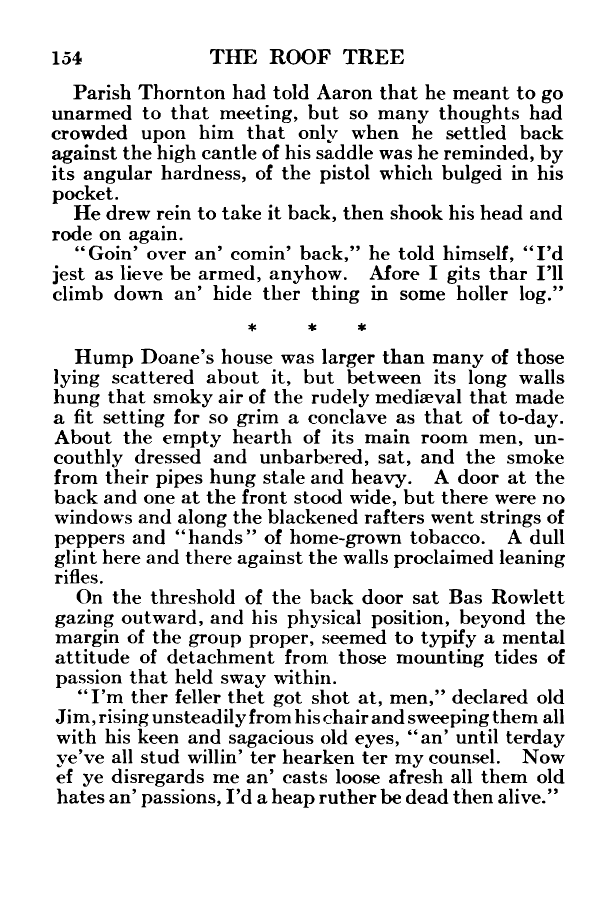 154 THE ROOF TREE
Parish Thornton had told Aaron that he meant to go
unarmed to that meeting, but so many thoughts had
crowded upon him that only when he settled back
against the high cantle of his saddle was he reminded, by
its angular hardness, of the pistol which bulged in his
pocket.
He drew rein to take it back, then shook his head and
rode on again.
“Goin’ over an’ comin’ back,” he told himself, “I’d
jest as lieve be armed, anyhow. Afore I gits thar I’ll
climb down an’ hide ther thing in some holler log.”
* * *
Hump Doane’s house was larger than many of those
lying scattered about it, but between its long walls
hung that smoky air of the rudely mediæval that made
a fit setting for so grim a conclave as that of to-day.
About the empty hearth of its main room men, un-
couthly dressed and unbarbered, sat, and the smoke
from their pipes hung stale and heavy. A door at the
back and one at the front stood wide, but there were no
windows and along the blackened rafters went strings of
peppers and “hands” of home-grown tobacco. A dull
glint here and there against the walls proclaimed leaning
rifles.
On the threshold of the back door sat Bas Rowlett
gazing outward, and his physical position, beyond the
margin of the group proper, seemed to typify a mental
attitude of detachment from those mounting tides of
passion that held sway within.
“I’m ther feller thet got shot at, men,” declared old
Jim, rising unsteadily from his chair and sweeping them all
with his keen and sagacious old eyes, “an’ until terday
ye’ve all stud willin’ ter hearken ter my counsel. Now
ef ye disregards me an’ casts loose afresh all them old
hates an’ passions, I’d a heap ruther be dead then alive.”